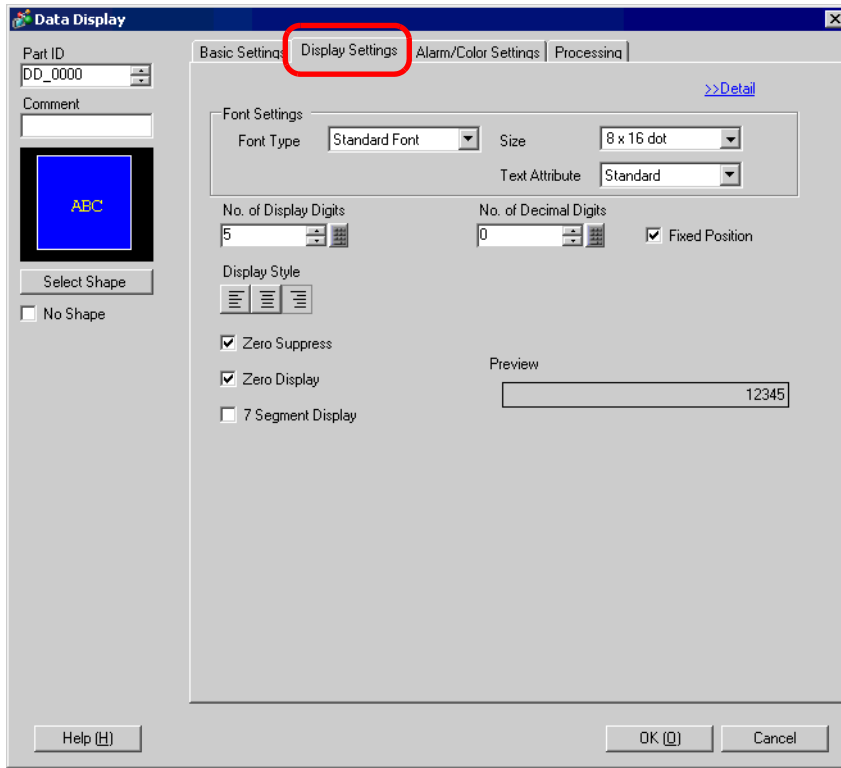 Data Display
Part ID
DD_0000
Comment
ABC
Select Shape
No Shape
Basic Settings Display Settings Alarm/Color Settings Processing
>>Detail
Font Settings
Font Type Standard Font Size 8 x 16 dot
Text Attribute Standard
No. of Display Digits No. of Decimal Digits
5 0 Fixed Position
Display Style
Zero Suppress
Zero Display
7 Segment Display
Preview
12345
Help (H) OK (O) Cancel